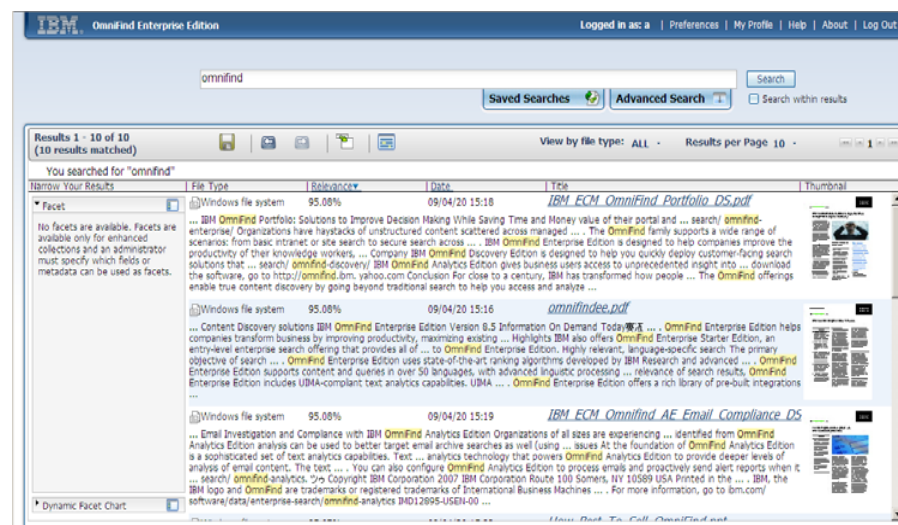 IBM. OmniFind Enterprise Edition
Logged in as: a | Preferences | My Profile | Help | About | Log Out
omnifind
Search
Saved Searches
Advanced Search
Search within results
Results 1 - 10 of 10
(10 results matched)
View by file type: ALL
Results per Page 10
1
You searched for "omnifind"
Narrow Your Results
File Type
Relevance
Date
Title
Thumbnail
Facet
No facets are available. Facets are
available only for enhanced
collections and an administrator
must specify which fields or
metadata can be used as facets.
Windows file system 95.08% 09/04/20 15:18 IBM_ECM_OmniFind_Portfolio_DS.pdf
... IBM OmniFind Portfolio: Solutions to Improve Decision Making While Saving Time and Money value of their portal and ... search/ omnifind-
enterprise/ Organizations have haystacks of unstructured content scattered across managed ... . The OmniFind family supports a wide range of
scenarios: from basic intranet or site search to secure search across ... . IBM OmniFind Enterprise Edition is designed to help companies improve the
productivity of their knowledge workers, ... Company IBM OmniFind Discovery Edition is designed to help you quickly deploy customer-facing search
solutions that ... search/ omnifind-discovery/ IBM OmniFind Analytics Edition gives business users access to unprecedented insight into ... download
the software, go to http://omnifind.ibm. yahoo.com Conclusion For close to a century, IBM has transformed how people ... The OmniFind offerings
enable true content discovery by going beyond traditional search to help you access and analyze ...
Windows file system 95.08% 09/04/20 15:16 omnifindee.pdf
... Content Discovery solutions IBM OmniFind Enterprise Edition Version 8.5 Information On Demand Today ... . OmniFind Enterprise Edition helps
companies transform business by improving productivity, maximizing existing ... Highlights IBM also offers OmniFind Enterprise Starter Edition, an
entry-level enterprise search offering that provides all of ... to OmniFind Enterprise Edition. Highly relevant, language-specific search The primary
objective of search ... . OmniFind Enterprise Edition uses state-of-the-art ranking algorithms developed by IBM Research and advanced ... . OmniFind
Enterprise Edition supports content and queries in over 50 languages, with advanced linguistic processing ... relevance of search results, OmniFind
Enterprise Edition includes UIMA-compliant text analytics capabilities. UIMA ... . OmniFind Enterprise Edition offers a rich library of pre-built integrations
...
Windows file system 95.08% 09/04/20 15:19 IBM_ECM_Omnifind_AE_Email_Compliance_DS
... Email Investigation and Compliance with IBM OmniFind Analytics Edition Organizations of all sizes are experiencing ... identified from OmniFind
Analytics Edition analysis can be used to better target email archive searches as well (using ... issues At the foundation of OmniFind Analytics Edition
is a sophisticated set of text analytics capabilities. Text ... analytics technology that powers OmniFind Analytics Edition to provide deeper levels of
analysis of email content. The text ... . You can also configure OmniFind Analytics Edition to process emails and proactively send alert reports when it
... search/ omnifind-analytics. Copyright IBM Corporation 2007 IBM Corporation Route 100 Somers, NY 10589 USA Printed in the ... . IBM, the
IBM logo and OmniFind are trademarks or registered trademarks of International Business Machines ... . For more information, go to ibm.com/
software/data/enterprise-search/omnifind-analytics IMD12895-USEN-00 ...
Dynamic Facet Chart